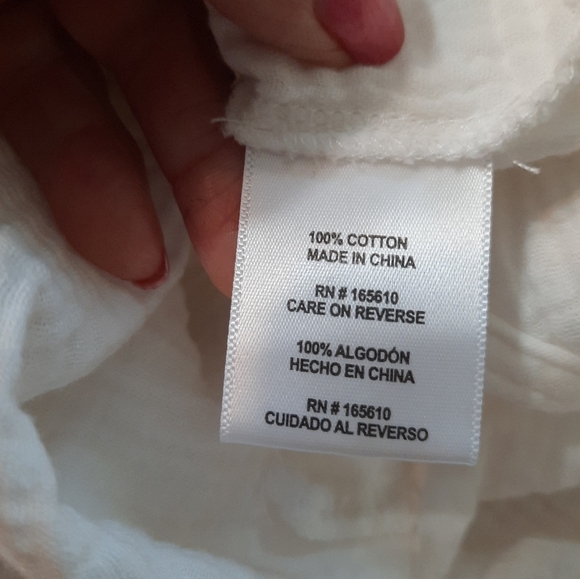 100% COTTON
MADE IN CHINA
RN # 165610
CARE ON REVERSE
100% ALGODÓN
HECHO EN CHINA
RN # 165610
CUIDADO AL REVERSO